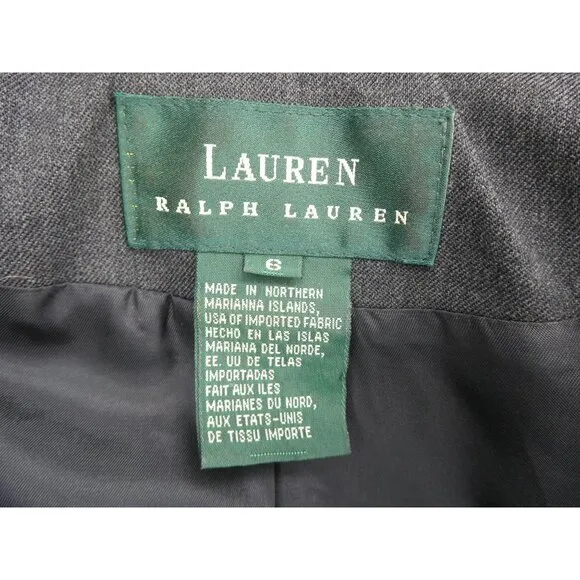 LAUREN
RALPH LAUREN
6
MADE IN NORTHERN
MARIANNA ISLANDS,
USA OF IMPORTED FABRIC
HECHO EN LAS ISLAS
MARIANA DEL NORDE,
EE. UU DE TELAS
IMPORTADAS
FAIT AUX ILES
MARIANES DU NORD,
AUX ETATS-UNIS
DE TISSU IMPORTE